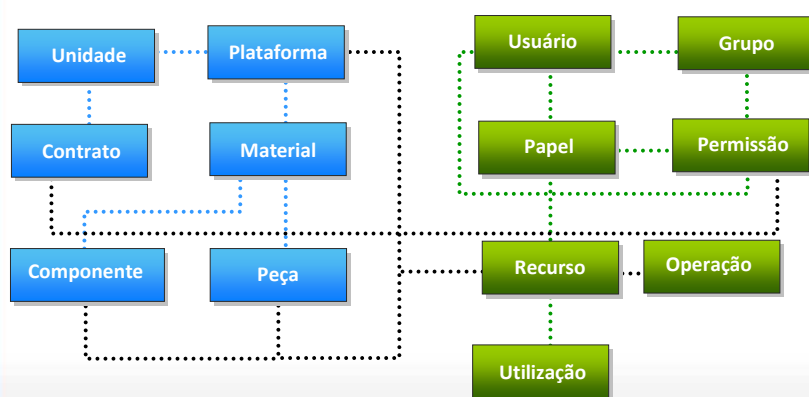 Unidade
Plataforma
Usuário
Grupo
Contrato
Material
Papel
Permissão
Componente
Peça
Recurso
Operação
Utilização